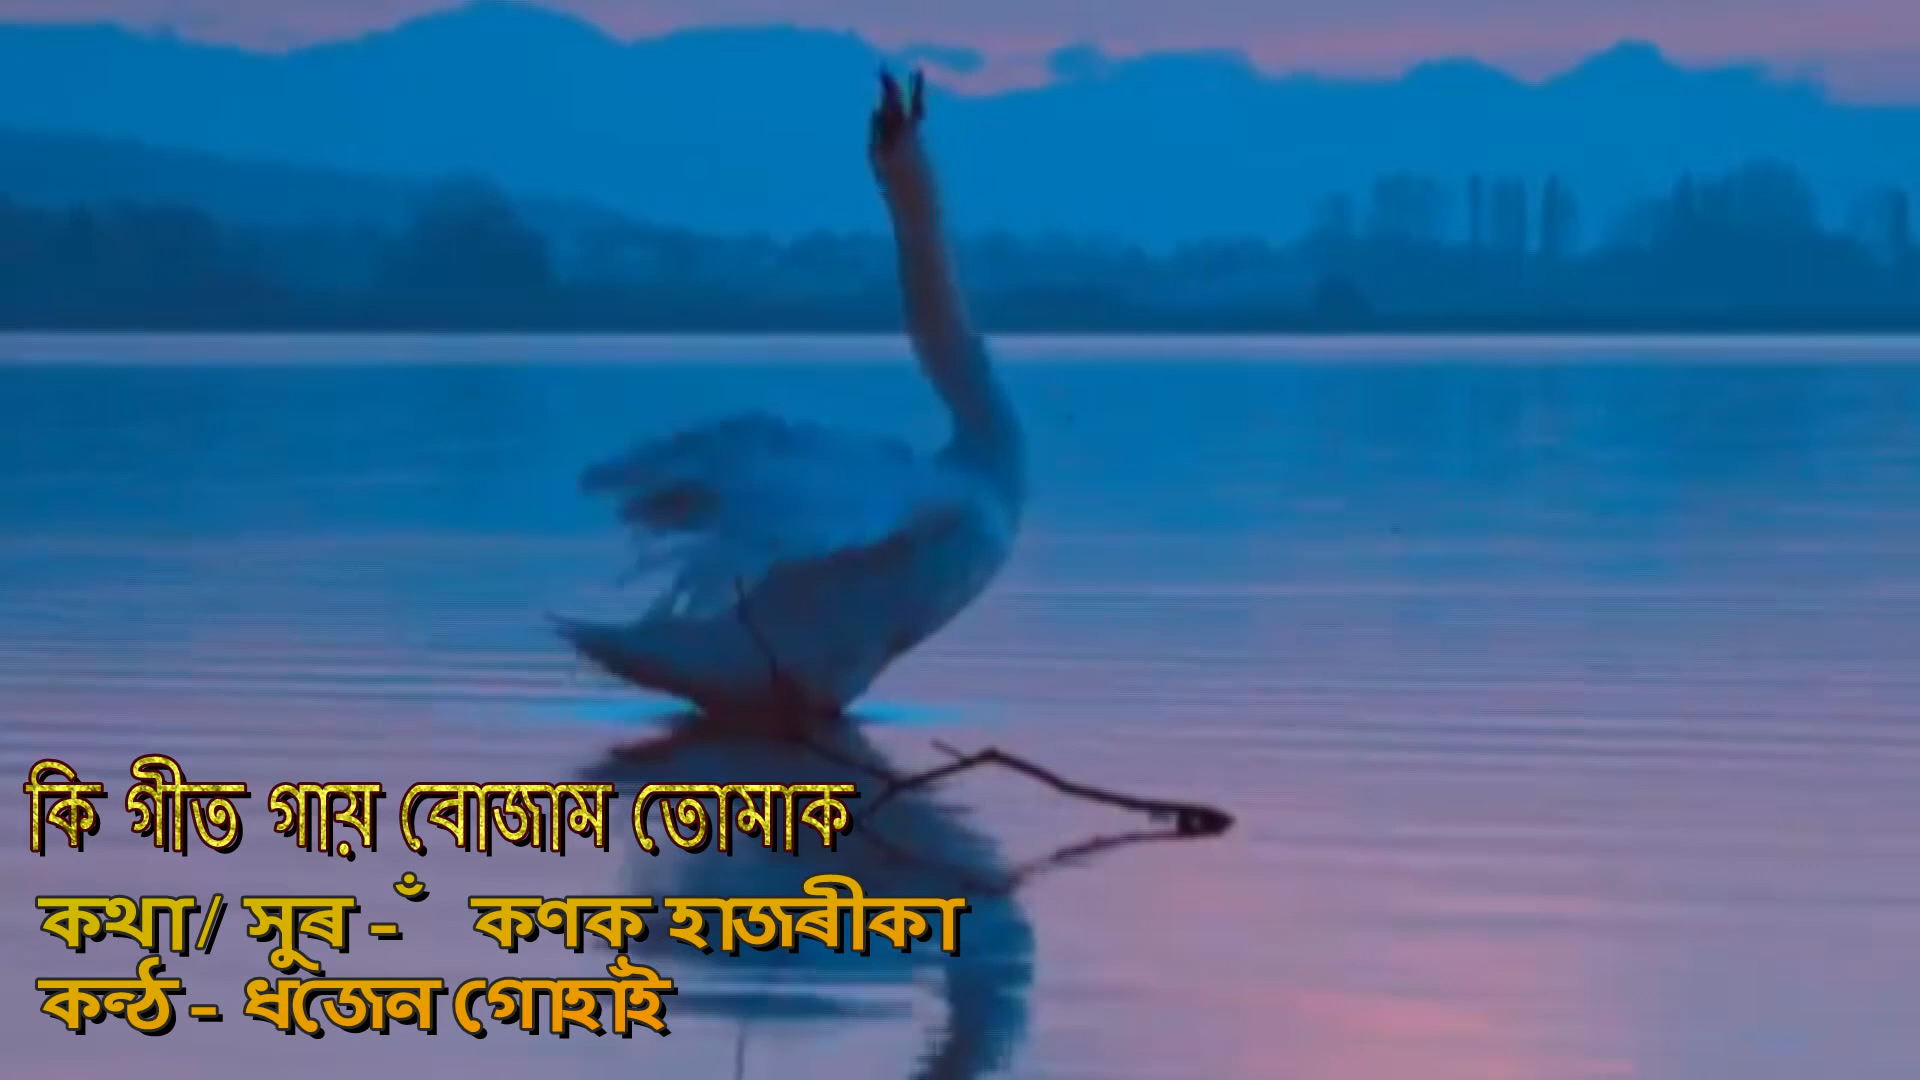 কি গীত গায় বোজাম তোমাক
কথা/ সুৰ - ঁ কণক হাজৰীকা
কন্ঠ - ধজেন গোহাঁই